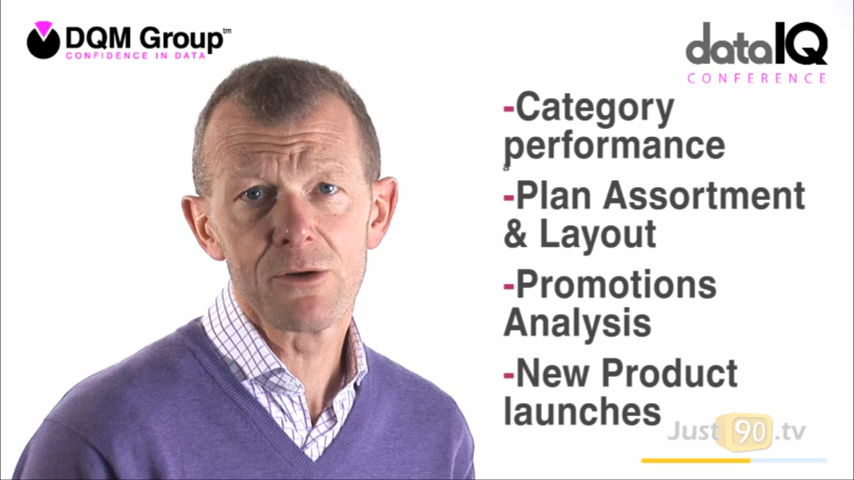 DQM Group™
CONFIDENCE IN DATA
dataIQ
CONFERENCE
-Category
performance
a
-Plan Assortment
& Layout
-Promotions
Analysis
-New Product
launches
Just 90.tv